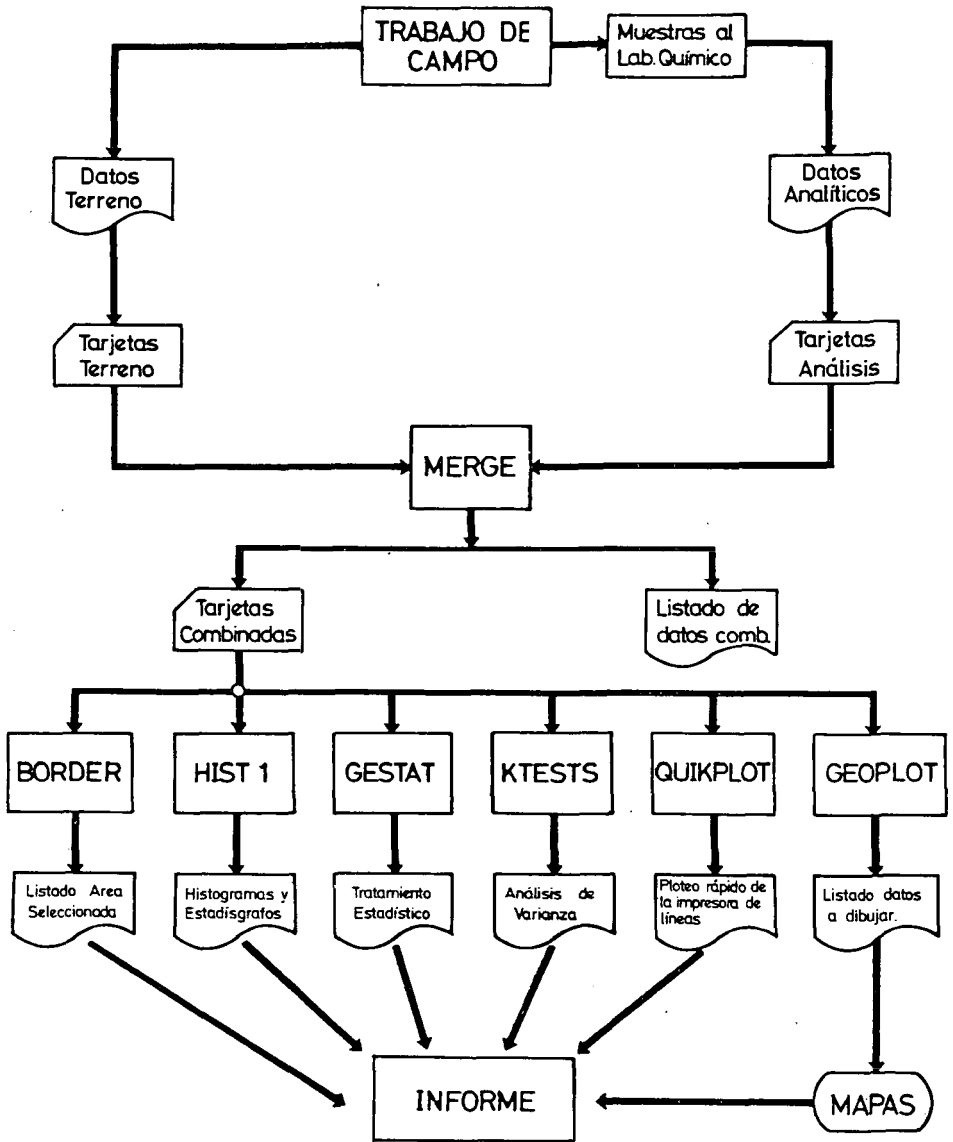 TRABAJO DE
CAMPO
Muestras al
Lab. Químico
Datos
Terreno
Datos
Analíticos
Tarjetas
Terreno
Tarjetas
Análisis
MERGE
Tarjetas
Combinadas
Listado de
datos comb.
BORDER
HIST 1
GESTAT
KTESTS
QUIKPLOT
GEOPLOT
Listado Area
Seleccionada
Histogramas y
Estadísgrafos
Tratamiento
Estadístico
Análisis de
Varianza
Ploteo rápido de
la impresora de
líneas
Listado datos
a dibujar.
INFORME
MAPAS